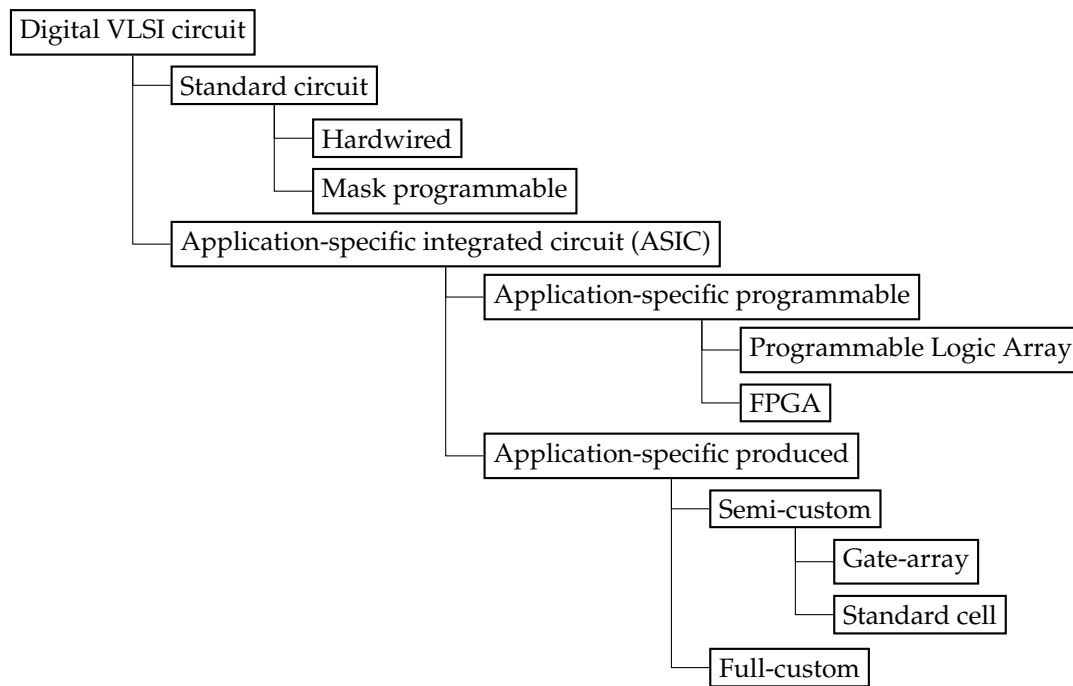 Digital VLSI circuit
Standard circuit
Hardwired
Mask programmable
Application-specific integrated circuit (ASIC)
Application-specific programmable
Programmable Logic Array
FPGA
Application-specific produced
Semi-custom
Gate-array
Standard cell
Full-custom